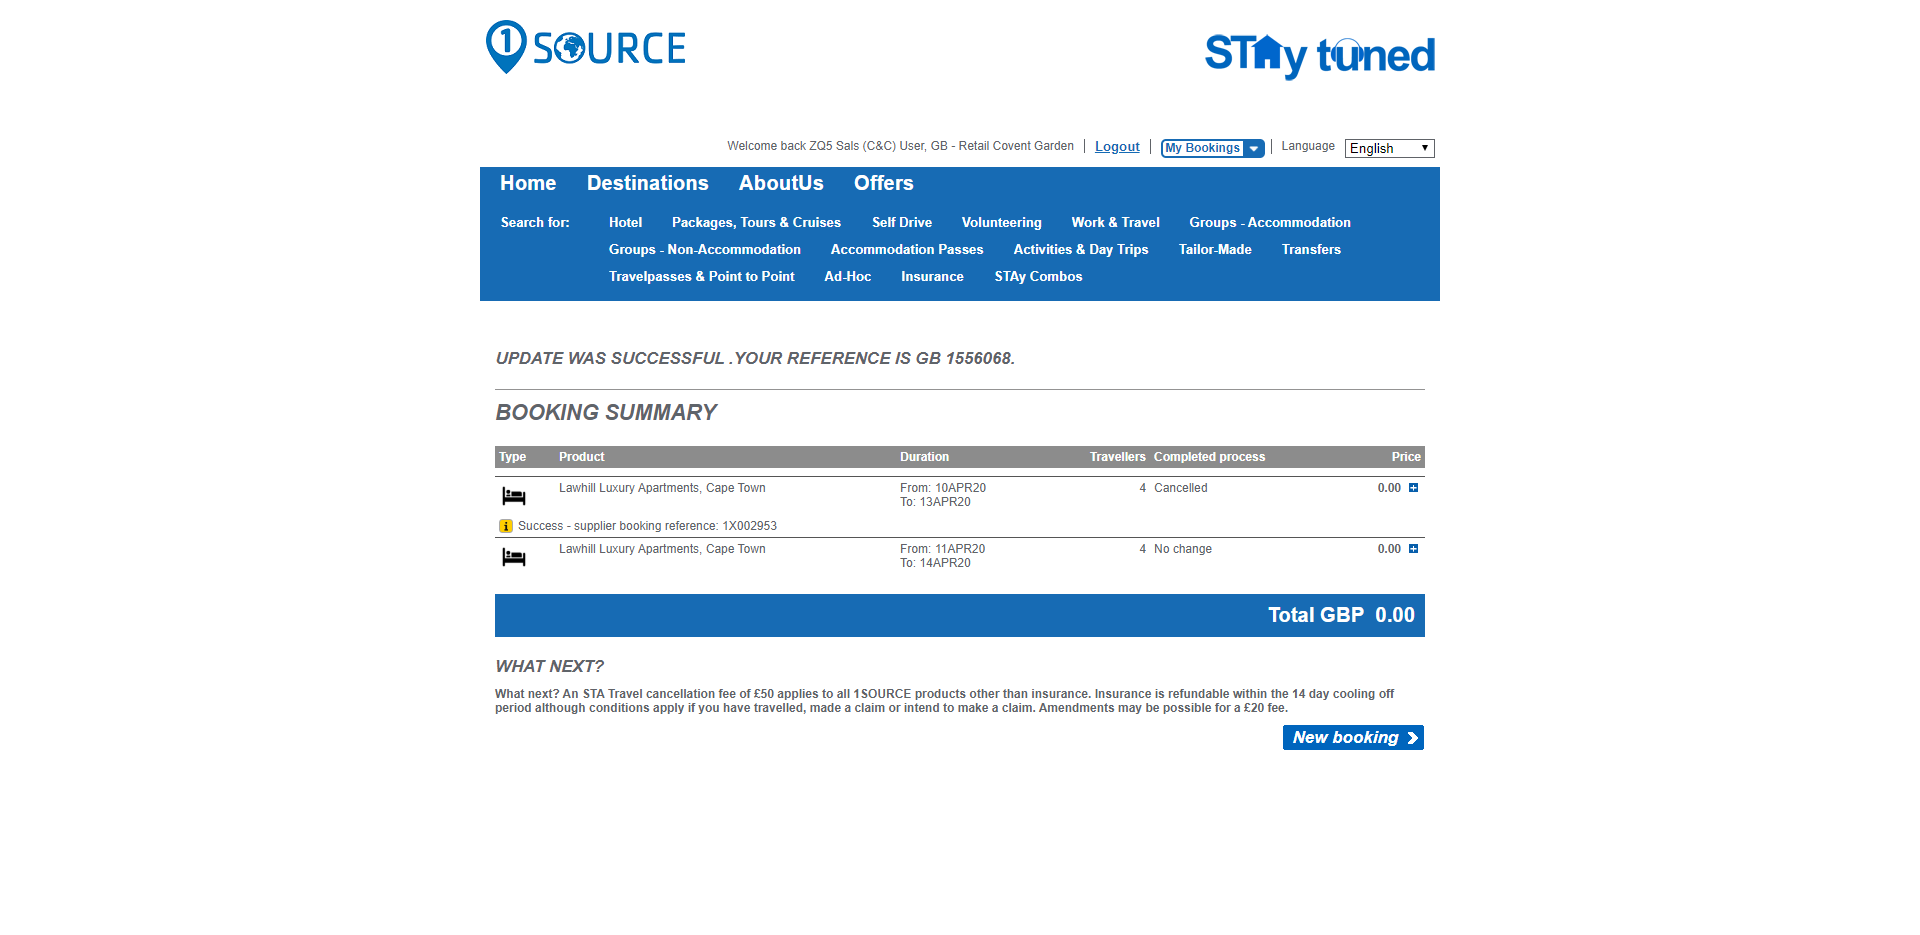 1 SOURCE
STAy tuned
Welcome back ZQ5 Sals (C&C) User, GB - Retail Covent Garden Logout My Bookings Language English
Home Destinations AboutUs Offers
Search for: Hotel Packages, Tours & Cruises Self Drive Volunteering Work & Travel Groups - Accommodation
Groups - Non-Accommodation Accommodation Passes Activities & Day Trips Tailor-Made Transfers
Travelpasses & Point to Point Ad-Hoc Insurance STAy Combos
UPDATE WAS SUCCESSFUL .YOUR REFERENCE IS GB 1556068.
BOOKING SUMMARY
Type Product Duration Travellers Completed process Price
Lawhill Luxury Apartments, Cape Town From: 10APR20 4 Cancelled 0.00
To: 13APR20
Success - supplier booking reference: 1X002953
Lawhill Luxury Apartments, Cape Town From: 11APR20 4 No change 0.00
To: 14APR20
Total GBP 0.00
WHAT NEXT?
What next? An STA Travel cancellation fee of £50 applies to all 1SOURCE products other than insurance. Insurance is refundable within the 14 day cooling off
period although conditions apply if you have travelled, made a claim or intend to make a claim. Amendments may be possible for a £20 fee.
New booking